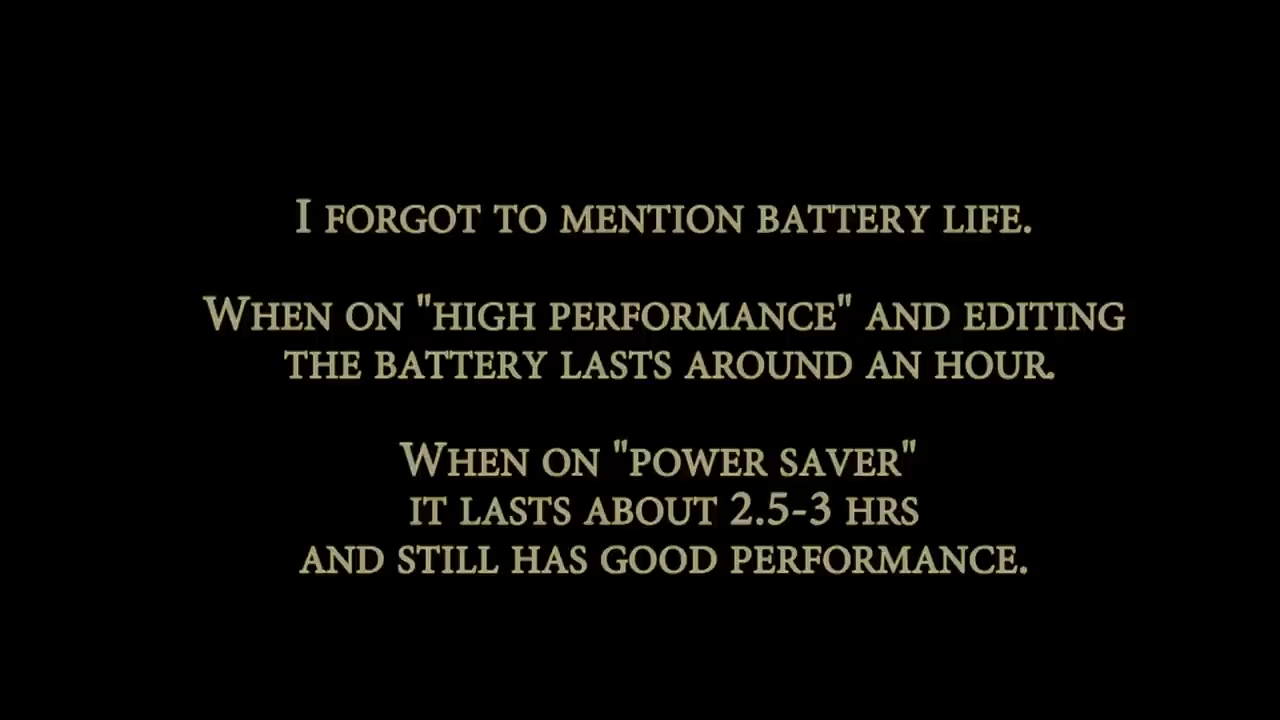 I FORGOT TO MENTION BATTERY LIFE.
WHEN ON "HIGH PERFORMANCE" AND EDITING
THE BATTERY LASTS AROUND AN HOUR.
WHEN ON "POWER SAVER"
IT LASTS ABOUT 2.5-3 HRS
AND STILL HAS GOOD PERFORMANCE.